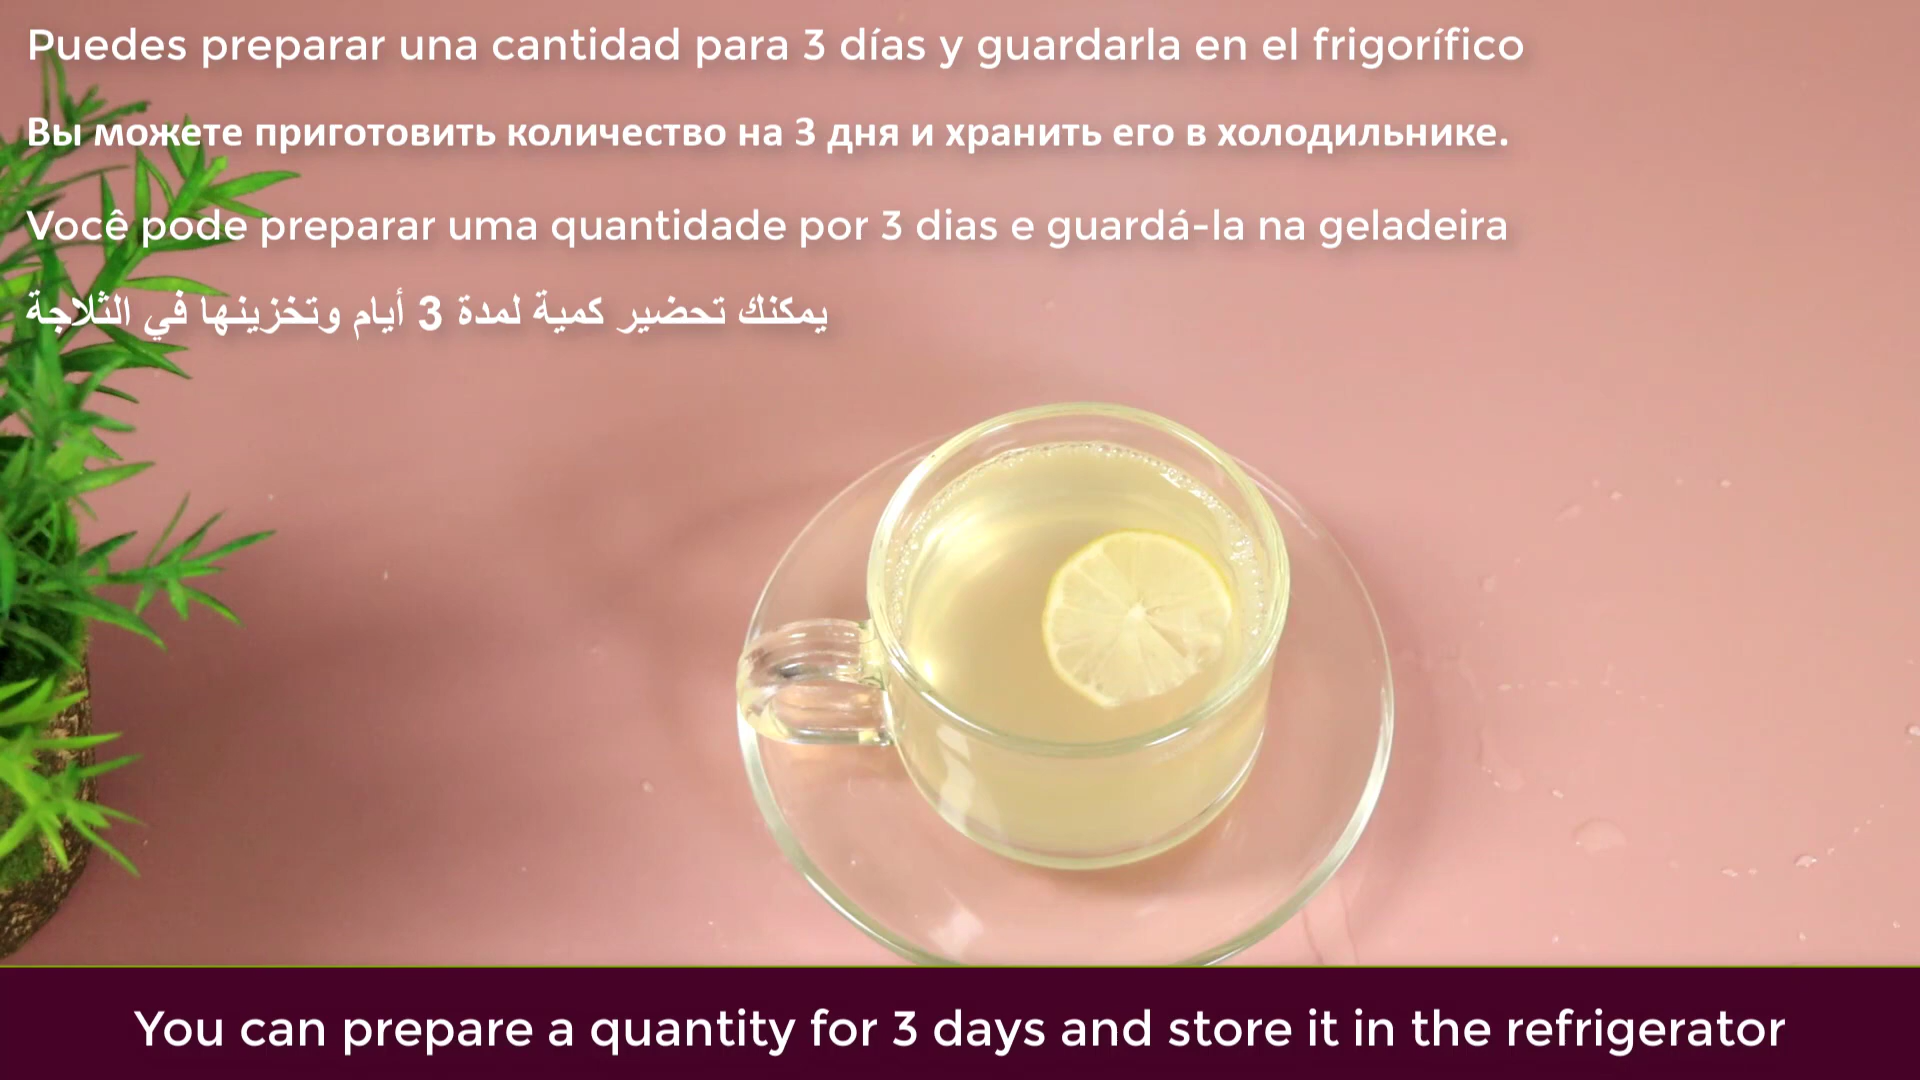 Puedes preparar una cantidad para 3 días y guardarla en el frigorífico
Вы можете приготовить количество на 3 дня и хранить его в холодильнике.
Você pode preparar uma quantidade por 3 dias e guardá-la na geladeira
يمكنك تحضير كمية لمدة 3 أيام وتخزينها في الثلاجة
You can prepare a quantity for 3 days and store it in the refrigerator